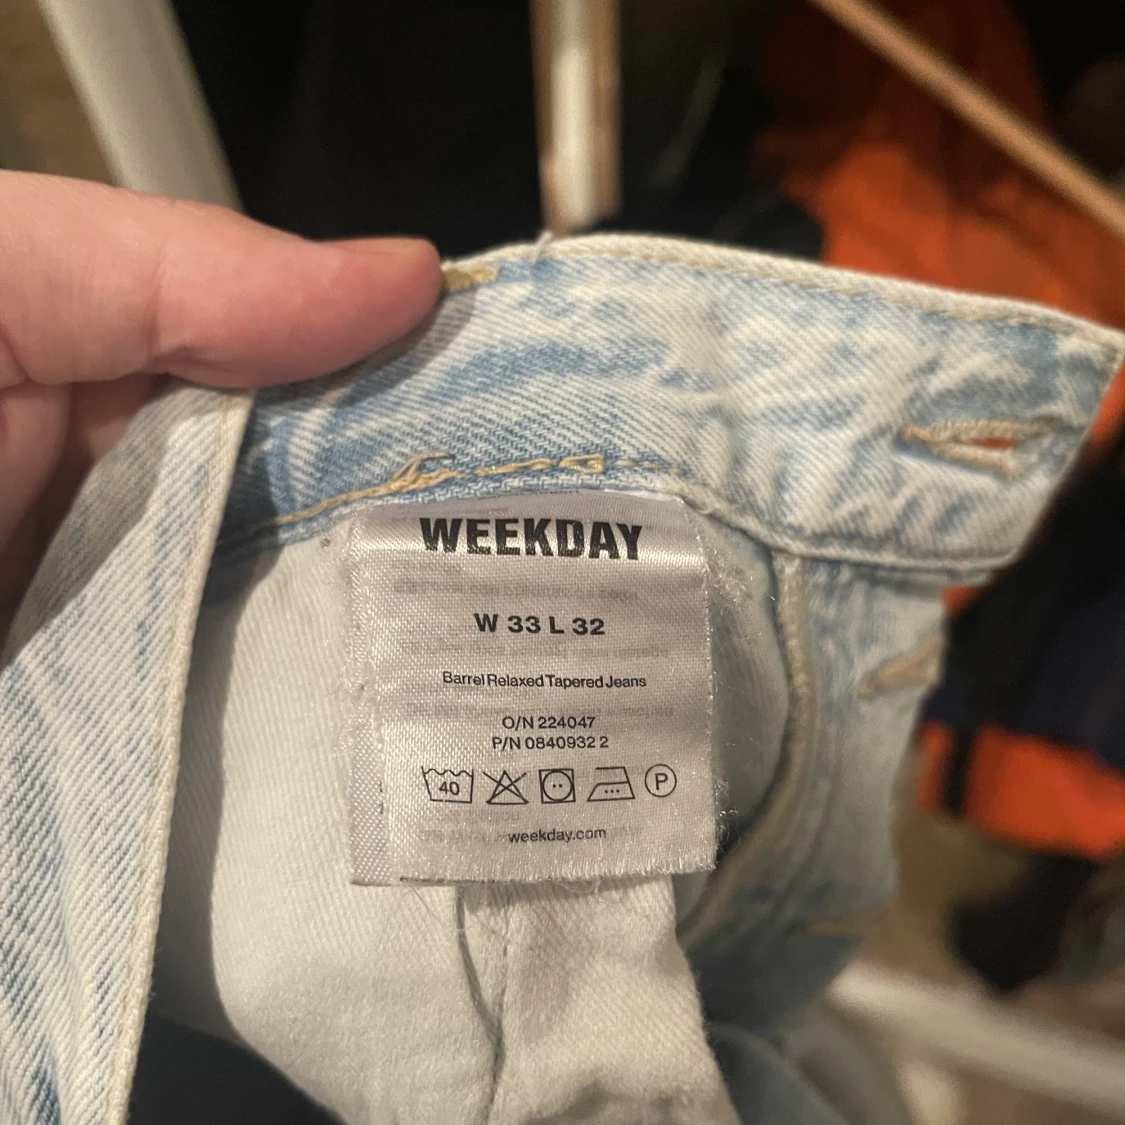 WEEKDAY
W 33 L 32
Barrel Relaxed Tapered Jeans
O/N 224047
P/N 0840932 2
40
P
weekday.com